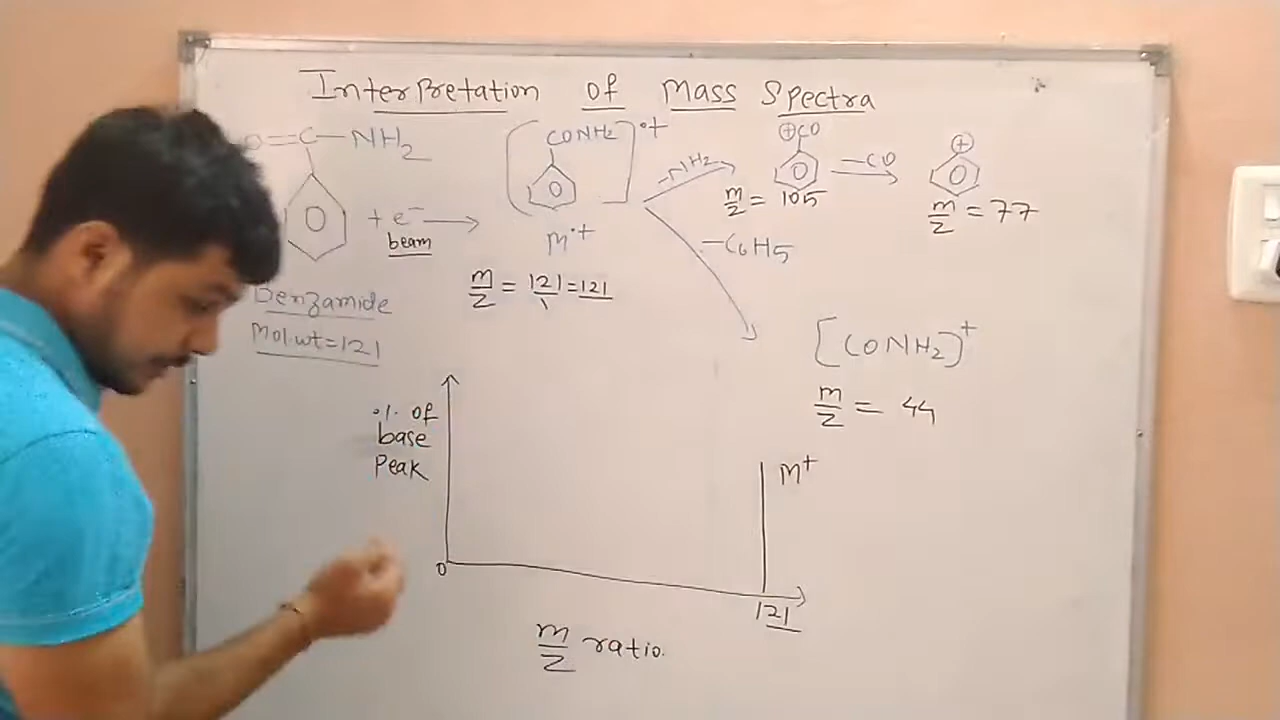 Interpretation of Mass Spectra
O=C-NH2
+ e- →
beam
Benzamide
Mol.wt=121
[CONH2]•+
M•+
m/z = 121/1 = 121
-NH2
⊕CO
m/z = 105
-CO
⊕
m/z = 77
-C6H5
[CONH2]+
m/z = 44
% of
base
Peak
0
M+
121
m/z ratio.